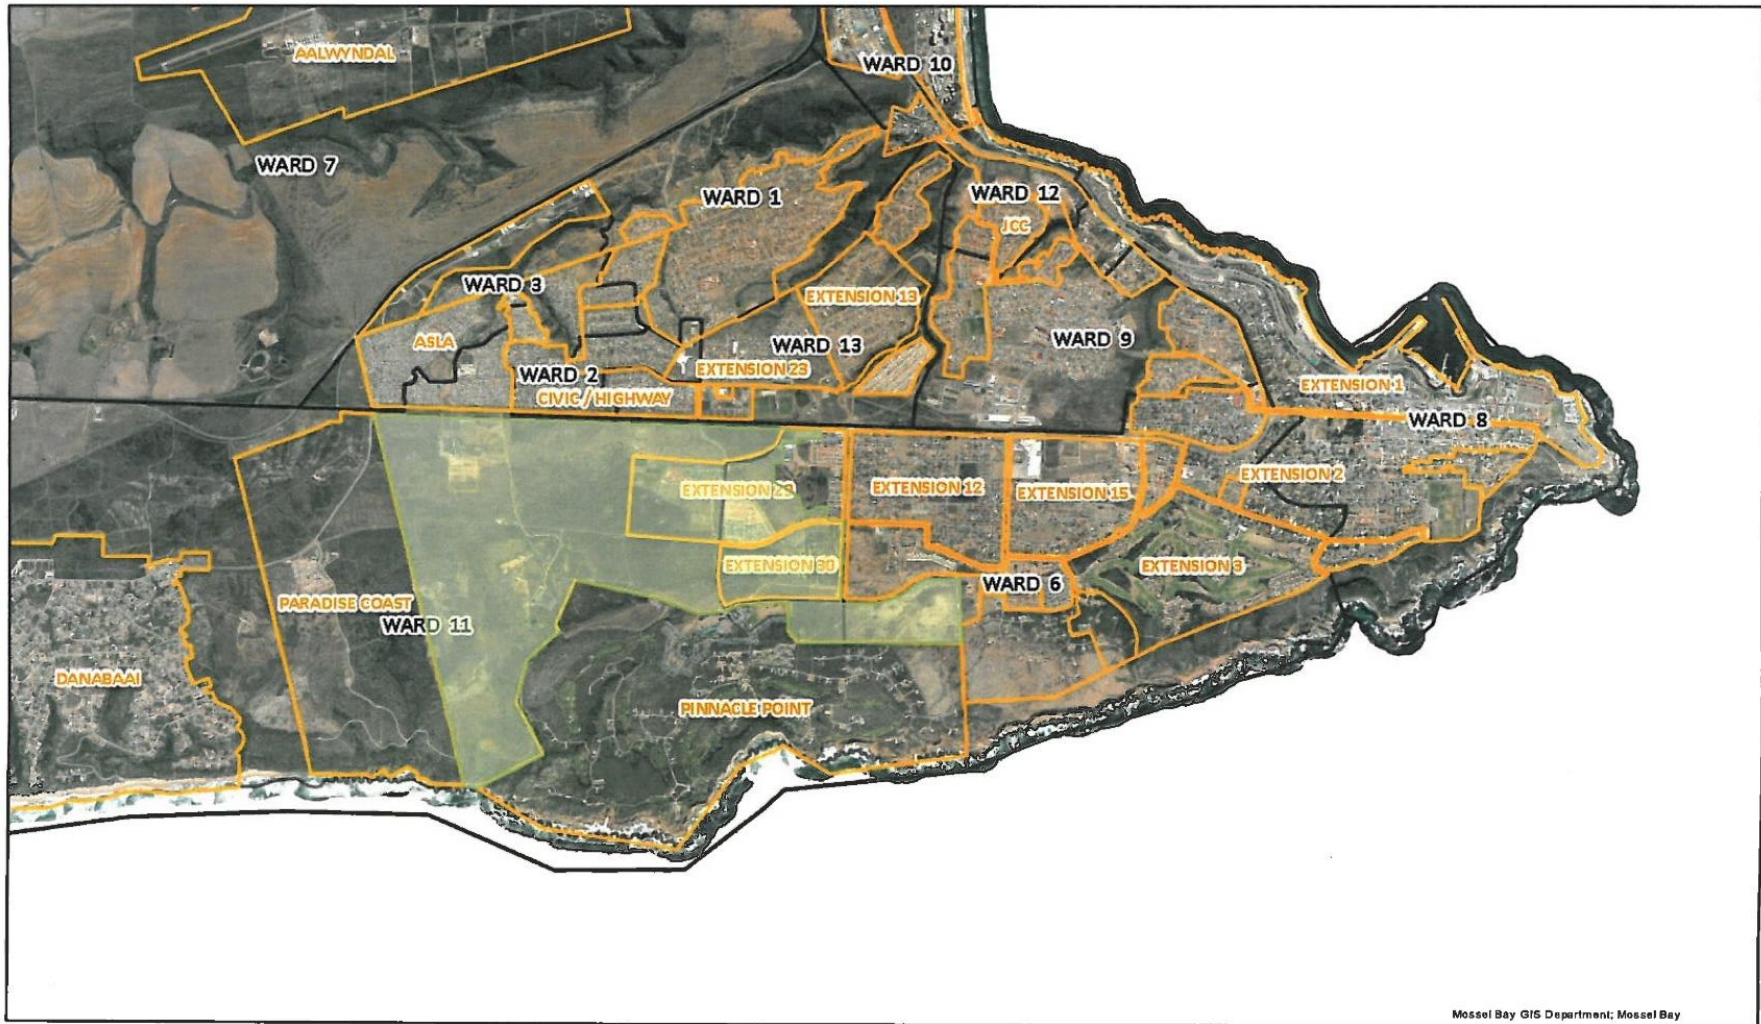 AALWYNDAL
WARD 10
WARD 7
WARD 1
WARD 12
JCC
WARD 3
EXTENSION 13
ASLA
WARD 13
WARD 9
EXTENSION 23
WARD 2
CIVIC / HIGHWAY
EXTENSION 1
WARD 8
EXTENSION 2
EXTENSION 29
EXTENSION 12
EXTENSION 15
EXTENSION 30
EXTENSION 3
WARD 6
PARADISE COAST
WARD 11
DANABAAI
PINNACLE POINT
Mossel Bay GIS Department; Mossel Bay